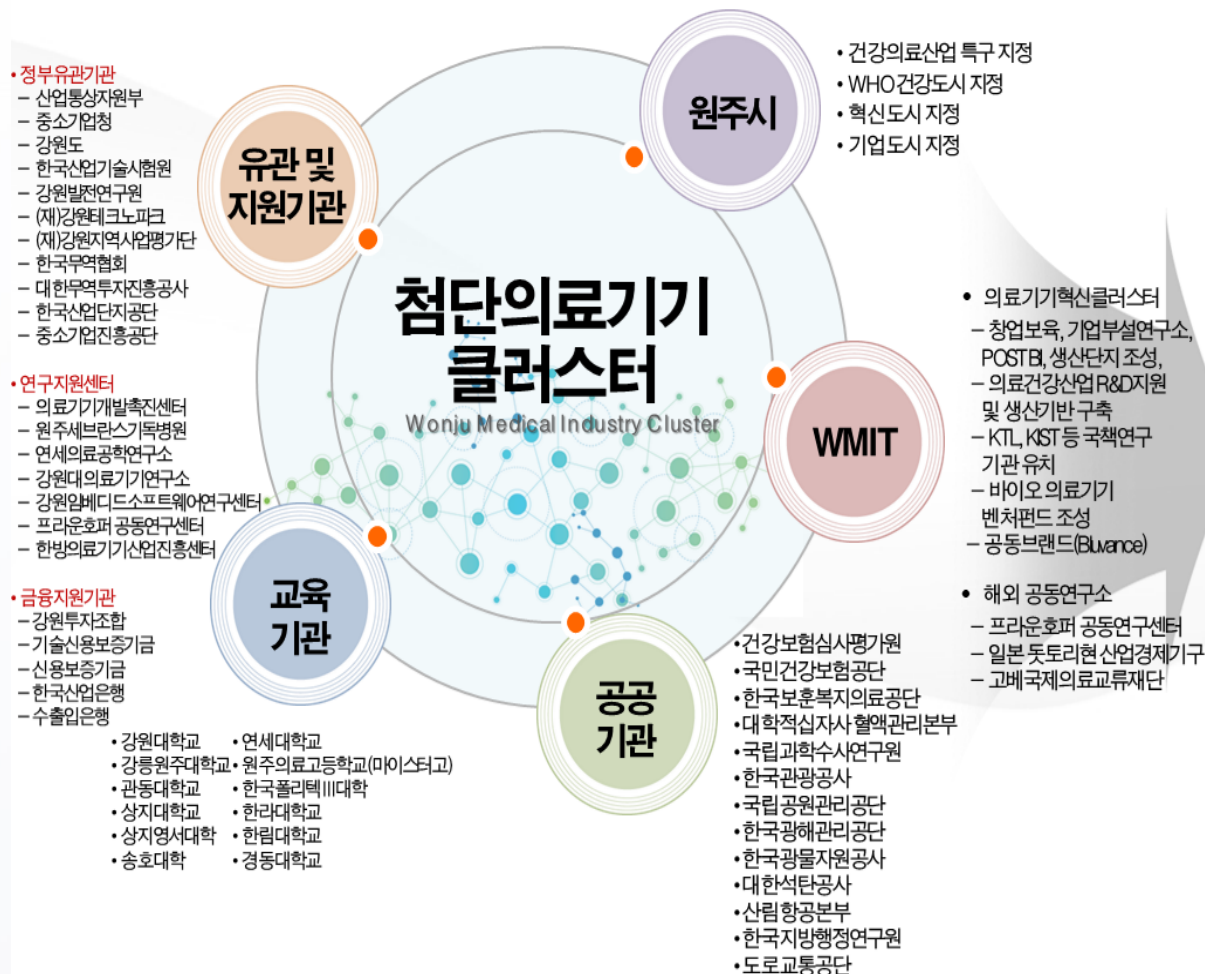 • 정부유관기관
– 산업통상자원부
– 중소기업청
– 강원도
– 한국산업기술시험원
– 강원발전연구원
– (재)강원테크노파크
– (재)강원지역사업평가단
– 한국무역협회
– 대한무역투자진흥공사
– 한국산업단지공단
– 중소기업진흥공단
• 연구지원센터
– 의료기기개발촉진센터
– 원주세브란스기독병원
– 연세의료공학연구소
– 강원대의료기기연구소
– 강원임베디드소프트웨어연구센터
– 프라운호퍼 공동연구센터
– 한방의료기기산업진흥센터
• 금융지원기관
– 강원투자조합
– 기술신용보증기금
– 신용보증기금
– 한국산업은행
– 수출입은행
유관 및
지원기관
원주시
• 건강의료산업 특구 지정
• WHO건강도시 지정
• 혁신도시 지정
• 기업도시 지정
첨단의료기기
클러스터
Wonju Medical Industry Cluster
WMIT
• 의료기기혁신클러스터
– 창업보육, 기업부설연구소,
POST BI, 생산단지 조성,
– 의료건강산업 R&D지원
및 생산기반 구축
– KTL, KIST 등 국책연구
기관 유치
– 바이오 의료기기
벤처펀드 조성
– 공동브랜드(Bluvance)
• 해외 공동연구소
– 프라운호퍼 공동연구센터
– 일본 돗토리현 산업경제기구
– 고베국제의료교류재단
교육
기관
• 강원대학교
• 강릉원주대학교
• 관동대학교
• 상지대학교
• 상지영서대학
• 송호대학
• 연세대학교
• 원주의료고등학교(마이스터고)
• 한국폴리텍III대학
• 한라대학교
• 한림대학교
• 경동대학교
공공
기관
• 건강보험심사평가원
• 국민건강보험공단
• 한국보훈복지의료공단
• 대학적십자사 혈액관리본부
• 국립과학수사연구원
• 한국관광공사
• 국립공원관리공단
• 한국광해관리공단
• 한국광물자원공사
• 대한석탄공사
• 산림항공본부
• 한국지방행정연구원
• 도로교통공단